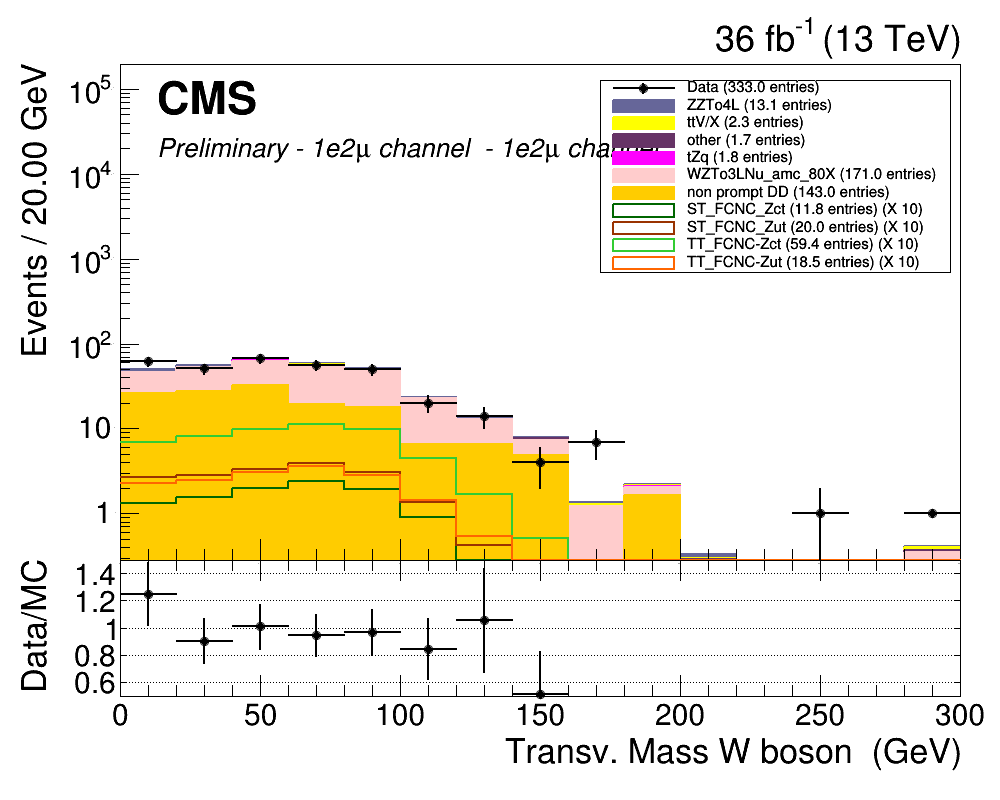 36 fb-1 (13 TeV)
Events / 20.00 GeV
CMS
Preliminary - 1e2μ channel - 1e2μ channel
Data (333.0 entries)
ZZTo4L (13.1 entries)
ttV/X (2.3 entries)
other (1.7 entries)
tZq (1.8 entries)
WZTo3LNu_amc_80X (171.0 entries)
non prompt DD (143.0 entries)
ST_FCNC_Zct (11.8 entries) (X 10)
ST_FCNC_Zut (20.0 entries) (X 10)
TT_FCNC-Zct (59.4 entries) (X 10)
TT_FCNC-Zut (18.5 entries) (X 10)
10^5
10^4
10^3
10^2
10
1
Data/MC
1.4
1.2
1
0.8
0.6
0 50 100 150 200 250 300
Transv. Mass W boson (GeV)